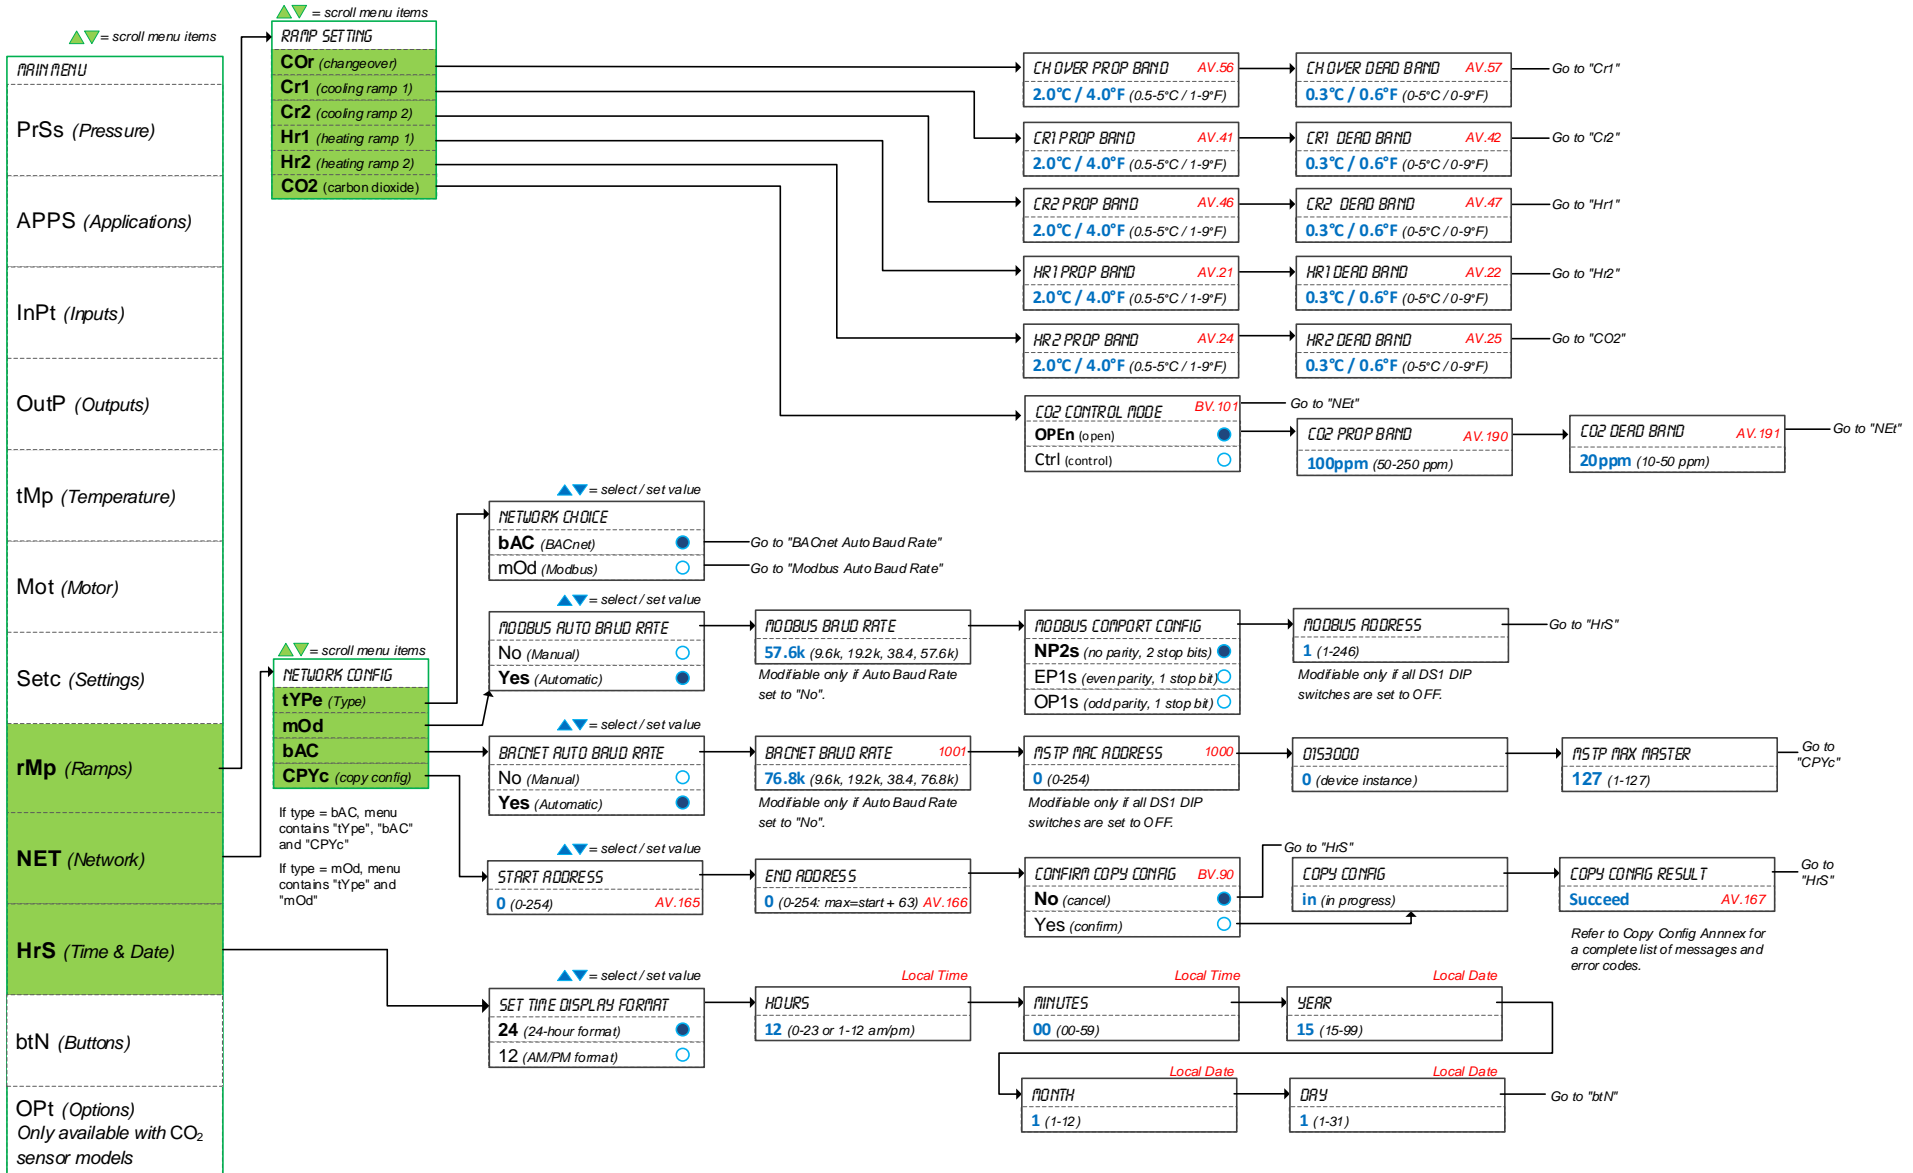 = scroll menu items
MAIN MENU
PrSs (Pressure)
APPS (Applications)
InPt (Inputs)
OutP (Outputs)
tMp (Temperature)
Mot (Motor)
Setc (Settings)
rMp (Ramps)
NET (Network)
HrS (Time & Date)
btN (Buttons)
OPt (Options)
Only available with CO2
sensor models
= scroll menu items
RAMP SETTING
COr (changeover)
Cr1 (cooling ramp 1)
Cr2 (cooling ramp 2)
Hr1 (heating ramp 1)
Hr2 (heating ramp 2)
CO2 (carbon dioxide)
CH OVER PROP BAND AV.56
2.0°C / 4.0°F (0.5-5°C / 1-9°F)
CH OVER DEAD BAND AV.57
0.3°C / 0.6°F (0-5°C / 0-9°F)
Go to "Cr1"
CR1 PROP BAND AV.41
2.0°C / 4.0°F (0.5-5°C / 1-9°F)
CR1 DEAD BAND AV.42
0.3°C / 0.6°F (0-5°C / 0-9°F)
Go to "Cr2"
CR2 PROP BAND AV.46
2.0°C / 4.0°F (0.5-5°C / 1-9°F)
CR2 DEAD BAND AV.47
0.3°C / 0.6°F (0-5°C / 0-9°F)
Go to "Hr1"
HR1 PROP BAND AV.21
2.0°C / 4.0°F (0.5-5°C / 1-9°F)
HR1 DEAD BAND AV.22
0.3°C / 0.6°F (0-5°C / 0-9°F)
Go to "Hr2"
HR2 PROP BAND AV.24
2.0°C / 4.0°F (0.5-5°C / 1-9°F)
HR2 DEAD BAND AV.25
0.3°C / 0.6°F (0-5°C / 0-9°F)
Go to "CO2"
CO2 CONTROL MODE BV.101
OPEn (open)
Ctrl (control)
Go to "NEt"
CO2 PROP BAND AV.190
100ppm (50-250 ppm)
CO2 DEAD BAND AV.191
20ppm (10-50 ppm)
Go to "NEt"
= scroll menu items
NETWORK CONFIG
tYPe (Type)
mOd
bAC
CPYc (copy config)
If type = bAC, menu
contains "tYpe", "bAC"
and "CPYc"
If type = mOd, menu
contains "tYpe" and
"mOd"
= select / set value
NETWORK CHOICE
bAC (BACnet)
mOd (Modbus)
Go to "BACnet Auto Baud Rate"
Go to "Modbus Auto Baud Rate"
= select / set value
MODBUS AUTO BAUD RATE
No (Manual)
Yes (Automatic)
MODBUS BAUD RATE
57.6k (9.6k, 19.2k, 38.4, 57.6k)
Modifiable only if Auto Baud Rate
set to "No".
MODBUS COMPORT CONFIG
NP2s (no parity, 2 stop bits)
EP1s (even parity, 1 stop bit)
OP1s (odd parity, 1 stop bit)
MODBUS ADDRESS
1 (1-246)
Modifiable only if all DS1 DIP
switches are set to OFF.
Go to "HrS"
= select / set value
BACNET AUTO BAUD RATE
No (Manual)
Yes (Automatic)
BACNET BAUD RATE 1001
76.8k (9.6k, 19.2k, 38.4, 76.8k)
Modifiable only if Auto Baud Rate
set to "No".
MSTP MAC ADDRESS 1000
0 (0-254)
Modifiable only if all DS1 DIP
switches are set to OFF.
0153000
0 (device instance)
MSTP MAX MASTER
127 (1-127)
Go to
"CPYc"
= select / set value
START ADDRESS
0 (0-254) AV.165
END ADDRESS
0 (0-254: max=start + 63) AV.166
CONFIRM COPY CONFIG BV.90
No (cancel)
Yes (confirm)
Go to "HrS"
COPY CONFIG
in (in progress)
COPY CONFIG RESULT
Succeed AV.167
Refer to Copy Config Annnex for
a complete list of messages and
error codes.
Go to
"HrS"
= select / set value
SET TIME DISPLAY FORMAT
24 (24-hour format)
12 (AM/PM format)
Local Time
HOURS
12 (0-23 or 1-12 am/pm)
Local Time
MINUTES
00 (00-59)
Local Date
YEAR
15 (15-99)
Local Date
MONTH
1 (1-12)
Local Date
DAY
1 (1-31)
Go to "btN"